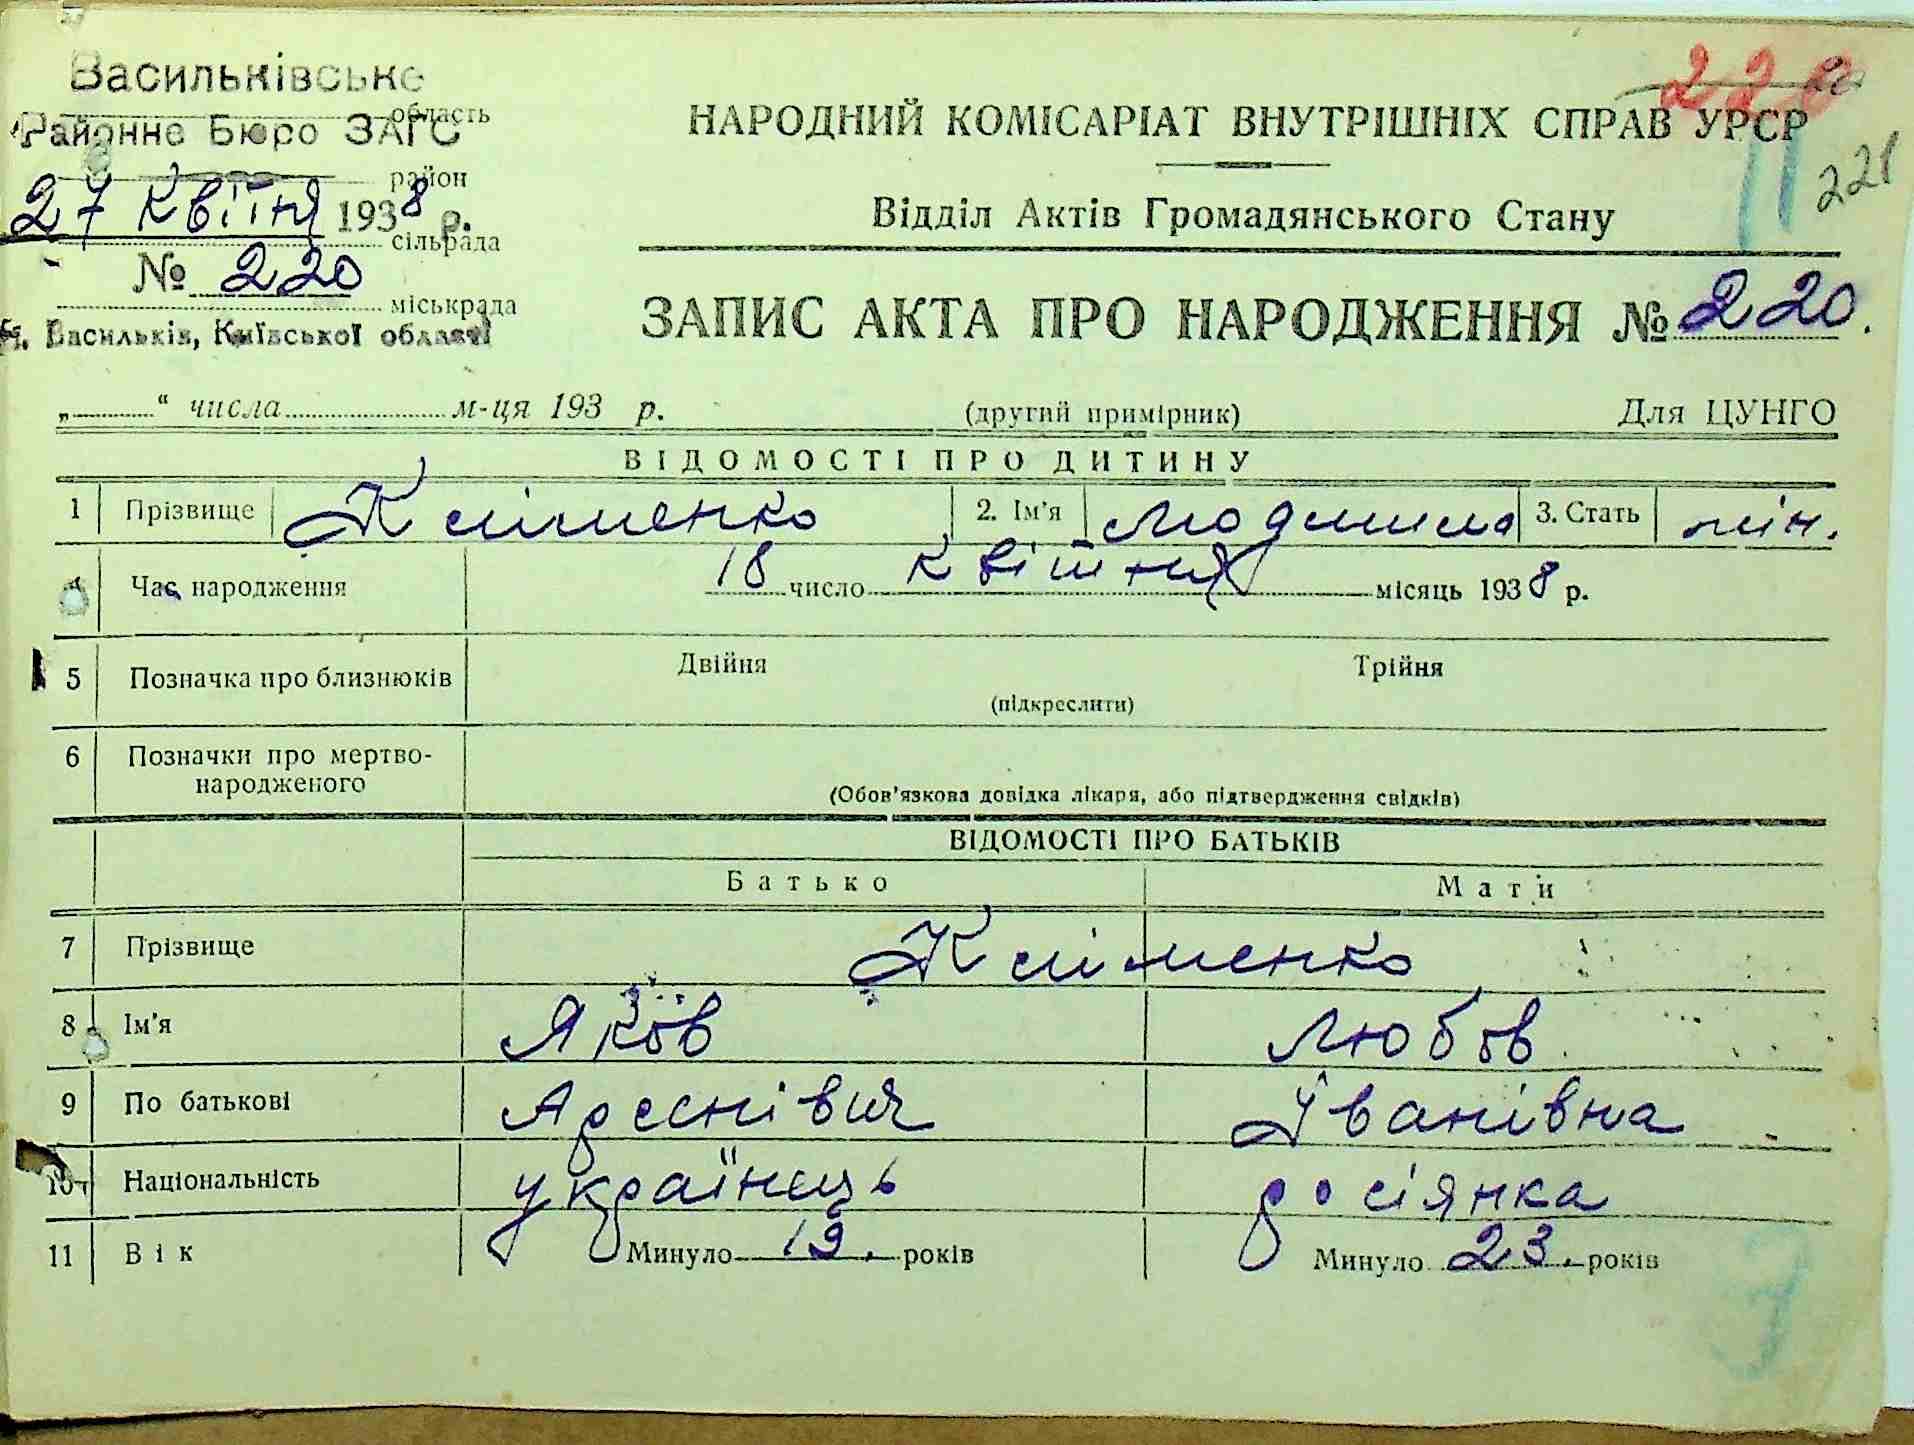 Васильківське
область
Районне Бюро ЗАГС
район
27 Квітня 1938 р.
сільрада
№ 220
міськрада
м. Васильків, Київської області
220
221
НАРОДНИЙ КОМІСАРІАТ ВНУТРІШНІХ СПРАВ УРСР
Відділ Актів Громадянського Стану
ЗАПИС АКТА ПРО НАРОДЖЕННЯ № 220.
„ “ числа м-ця 193 р. (другий примірник) Для ЦУНГО
ВІДОМОСТІ ПРО ДИТИНУ
1 Прізвище Кліменко 2. Ім'я Людмила 3. Стать жін.
Час народження 18 число квітня місяць 1938 р.
5 Позначка про близнюків Двійня Трійня
(підкреслити)
6 Позначки про мертво-
народженого
(Обов'язкова довідка лікаря, або підтвердження свідків)
ВІДОМОСТІ ПРО БАТЬКІВ
Батько Мати
7 Прізвище Кліменко
8 Ім'я Яков Любов
9 По батькові Арсенівич Іванівна
10 Національність українець росіянка
11 Вік Минуло 19. років Минуло 23. років